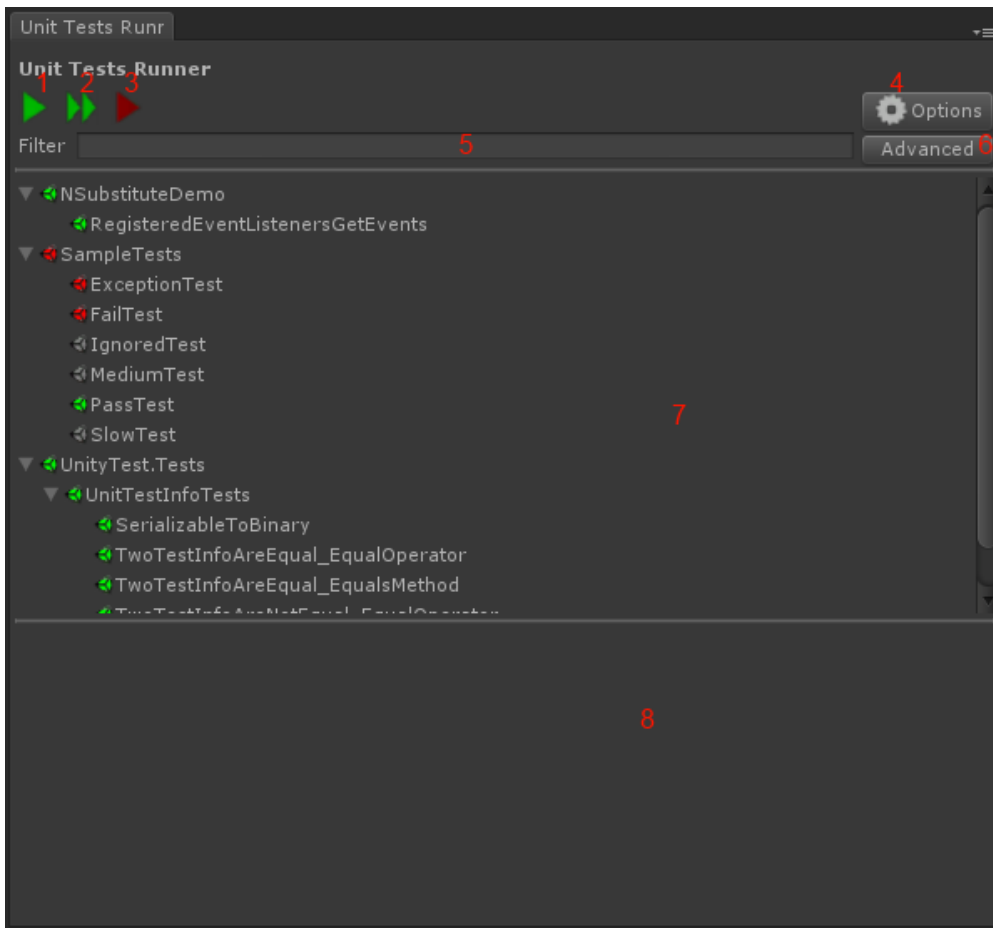 Unit Tests Runr
Unit Tests Runner
1 2 3 4
Options
Filter 5
Advanced 6
NSubstituteDemo
RegisteredEventListenersGetEvents
SampleTests
ExceptionTest
FailTest
IgnoredTest
MediumTest
PassTest
7
SlowTest
UnityTest.Tests
UnitTestInfoTests
SerializableToBinary
TwoTestInfoAreEqual_EqualOperator
TwoTestInfoAreEqual_EqualsMethod
TwoTestInfoAreNotEqual_EqualOperator
8